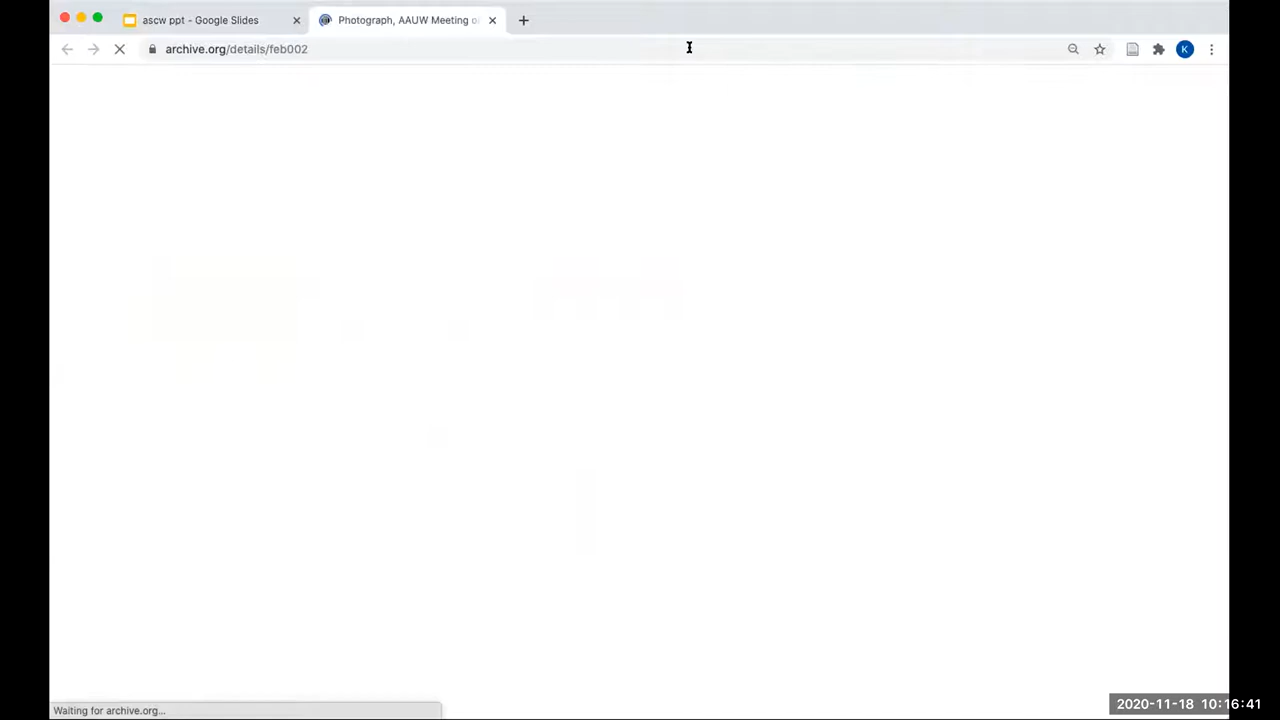 ascw ppt - Google Slides
Photograph, AAUW Meeting o
archive.org/details/feb002
K
Waiting for archive.org...
2020-11-18 10:16:41